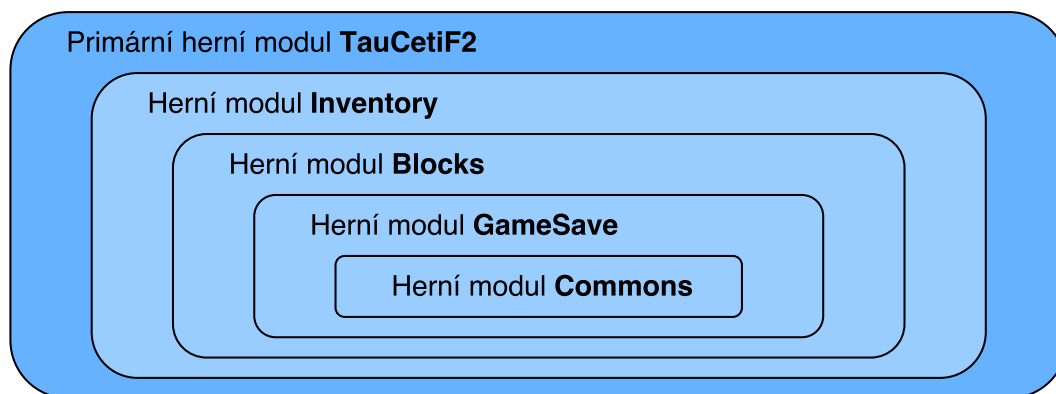 Primární herní modul TauCetiF2
Herní modul Inventory
Herní modul Blocks
Herní modul GameSave
Herní modul Commons